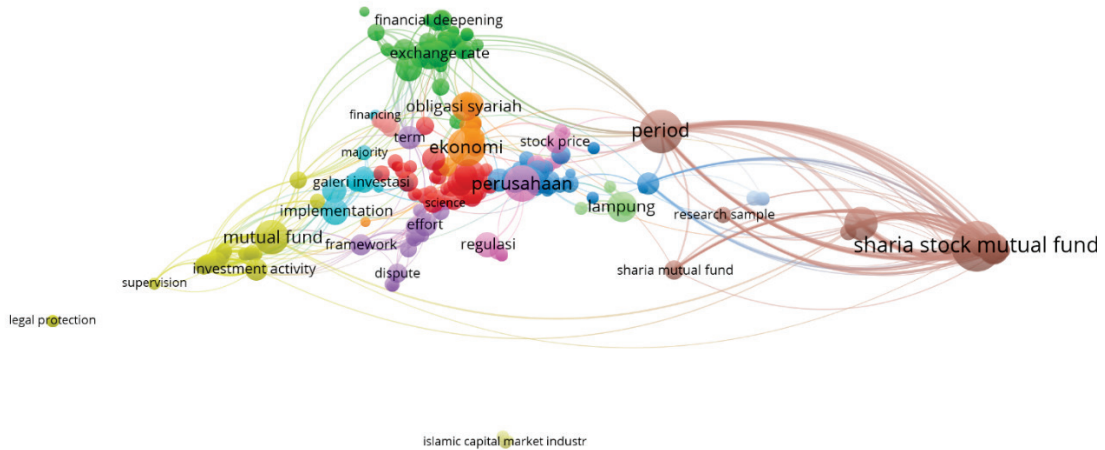 financial deepening
exchange rate
obligasi syariah
financing
term
stock price
period
ekonomi
majority
galeri investasi
perusahaan
science
implementation
effort
lampung
research sample
mutual fund
framework
regulasi
sharia stock mutual fund
investment activity
dispute
sharia mutual fund
supervision
legal protection
islamic capital market industr